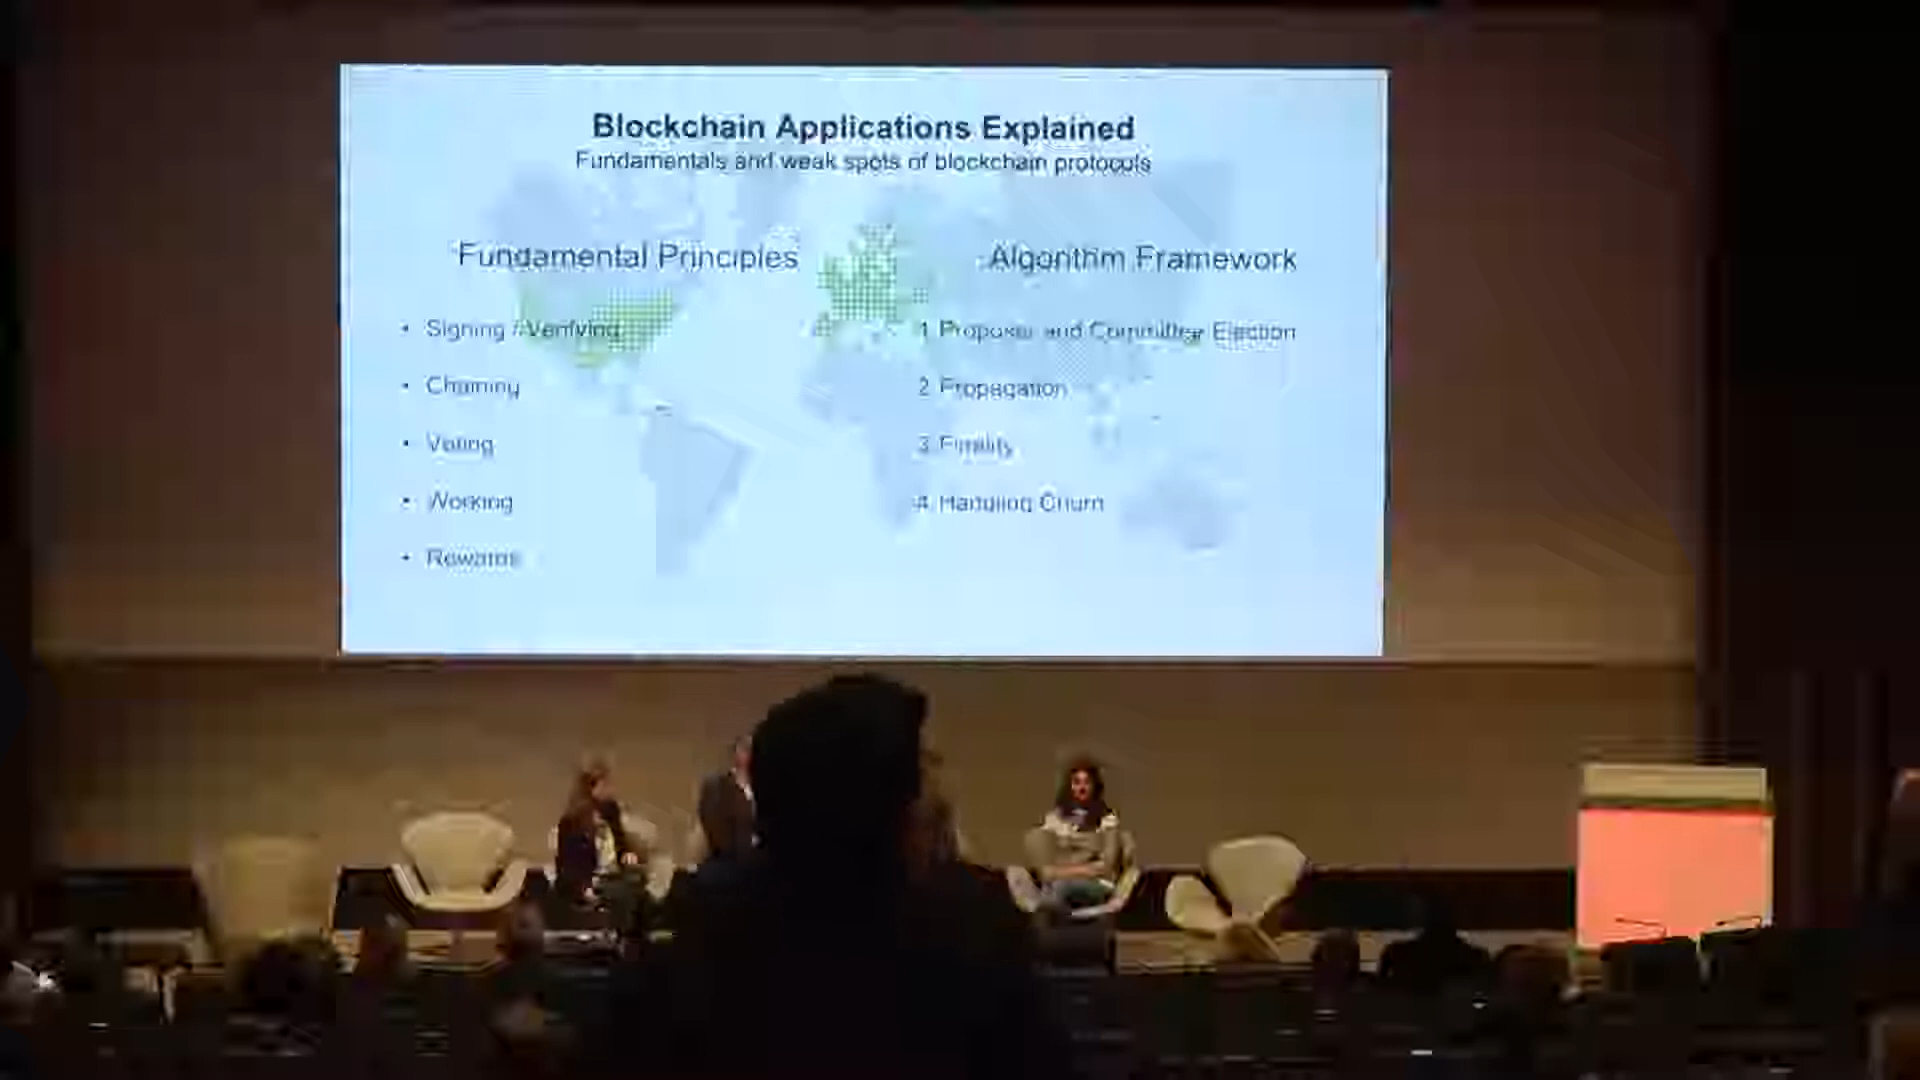 Blockchain Applications Explained
Fundamentals and weak spots of blockchain protocols
Fundamental Principles
• Signing / Verifying
• Chaining
• Voting
• Working
• Rewards
Algorithm Framework
1 Proposer and Committee Election
2 Propagation
3 Finality
4 Handling Churn